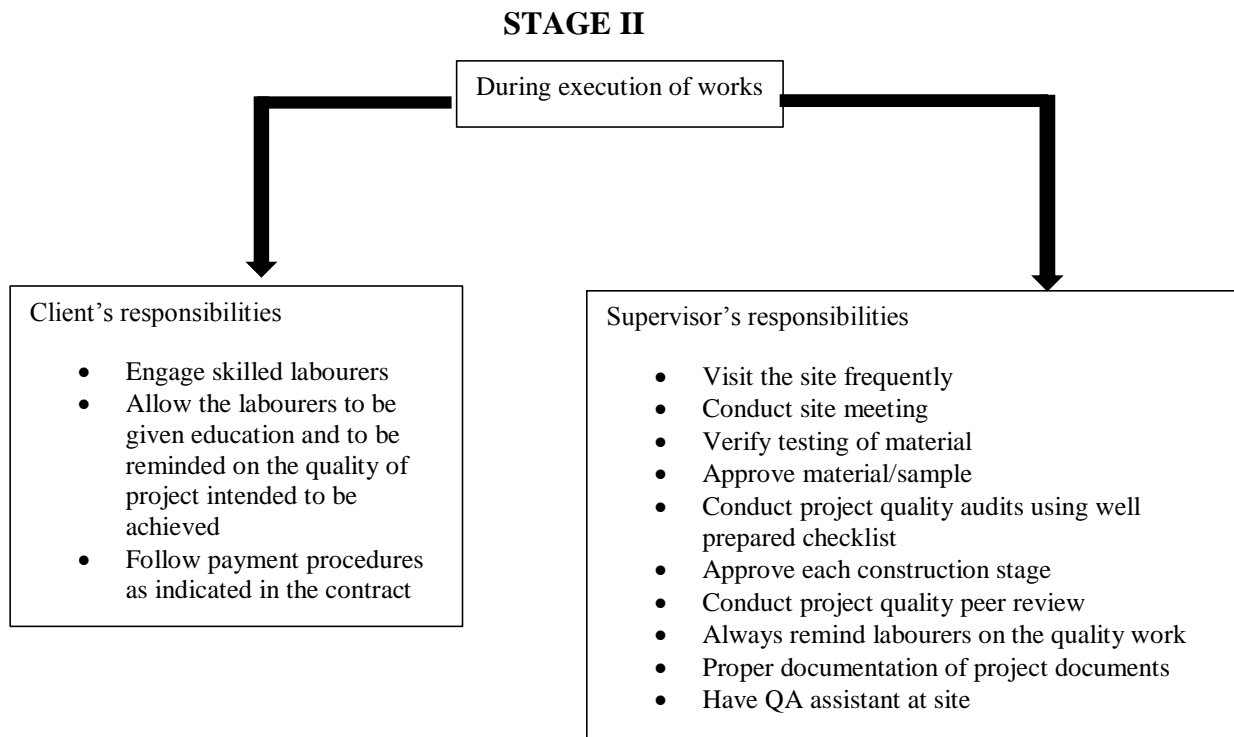 STAGE II
During execution of works
Client’s responsibilities
• Engage skilled labourers
• Allow the labourers to be
given education and to be
reminded on the quality of
project intended to be
achieved
• Follow payment procedures
as indicated in the contract
Supervisor’s responsibilities
• Visit the site frequently
• Conduct site meeting
• Verify testing of material
• Approve material/sample
• Conduct project quality audits using well
prepared checklist
• Approve each construction stage
• Conduct project quality peer review
• Always remind labourers on the quality work
• Proper documentation of project documents
• Have QA assistant at site